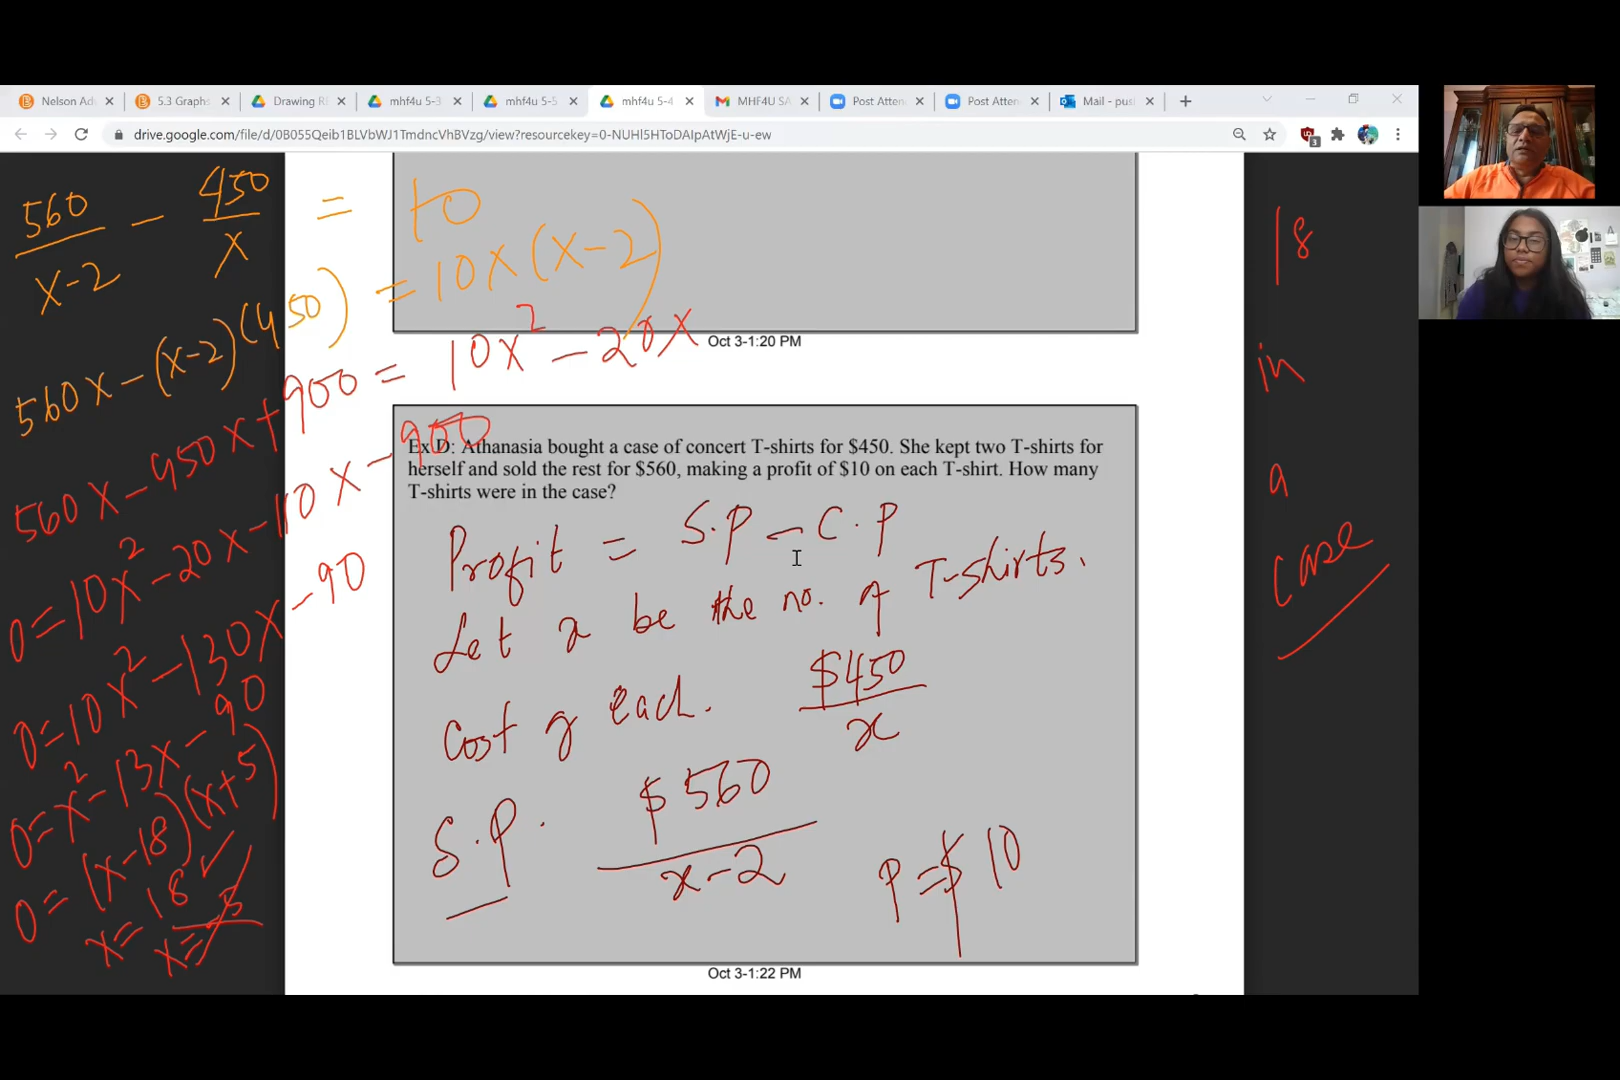 Nelson Ad
5.3 Graphs
Drawing R
mhf4u 5-3
mhf4u 5-5
mhf4u 5-4
MHF4U SA
Post Atten
Post Atten
Mail - pus
drive.google.com/file/d/0B055Qeib1BLVbWJ1TmdncVhBVzg/view?resourcekey=0-NUHl5HToDAIpAtWjE-u-ew
3
560/(x-2) - 450/x = 10
560x - (x-2)(450) = 10x(x-2)
560x - 450x + 900 = 10x² - 20x
0 = 10x² - 20x - 110x - 900
0 = 10x² - 130x - 90
0 = x² - 13x - 90
0 = (x-18)(x+5)
x = 18 ✓
x = -5
Oct 3-1:20 PM
Ex.D: Athanasia bought a case of concert T-shirts for $450. She kept two T-shirts for
herself and sold the rest for $560, making a profit of $10 on each T-shirt. How many
T-shirts were in the case?
Profit = S.P - C.P
Let x be the no. of T-shirts.
Cost of each. $450/x
S.P. $560/(x-2)
P = $10
Oct 3-1:22 PM
18
in
a
case